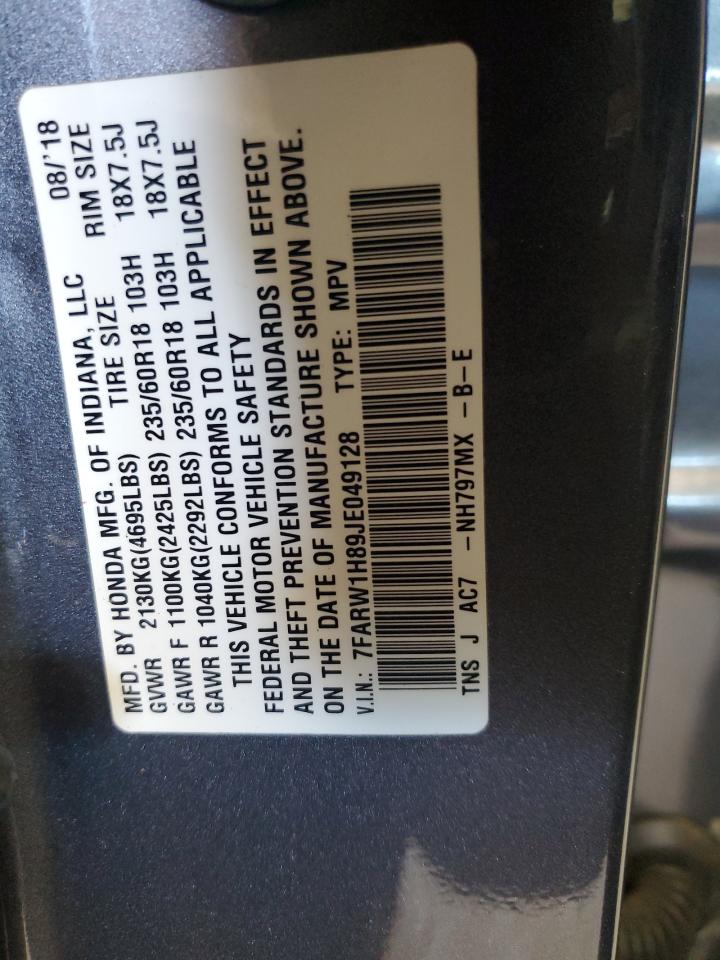 MFD. BY HONDA MFG. OF INDIANA, LLC 08/'18
TIRE SIZE RIM SIZE
GVWR 2130KG(4695LBS)
GAWR F 1100KG(2425LBS) 235/60R18 103H 18X7.5J
GAWR R 1040KG(2292LBS) 235/60R18 103H 18X7.5J
THIS VEHICLE CONFORMS TO ALL APPLICABLE
FEDERAL MOTOR VEHICLE SAFETY
AND THEFT PREVENTION STANDARDS IN EFFECT
ON THE DATE OF MANUFACTURE SHOWN ABOVE.
V.I.N.: 7FARW1H89JE049128 TYPE: MPV
TNS J AC7 -NH797MX -B-E